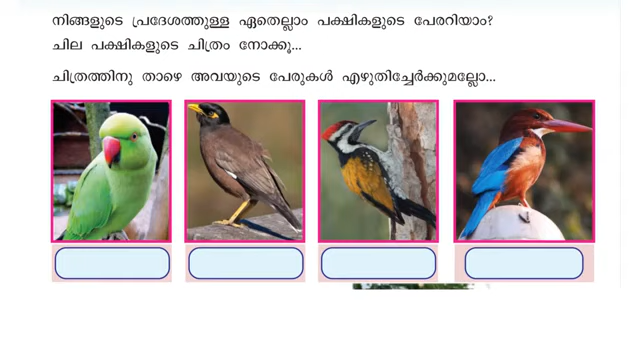 നിങ്ങളുടെ പ്രദേശത്തുള്ള ഏതെല്ലാം പക്ഷികളുടെ പേരറിയാം?
ചില പക്ഷികളുടെ ചിത്രം നോക്കൂ...
ചിത്രത്തിനു താഴെ അവയുടെ പേരുകൾ എഴുതിച്ചേർക്കുമല്ലോ...